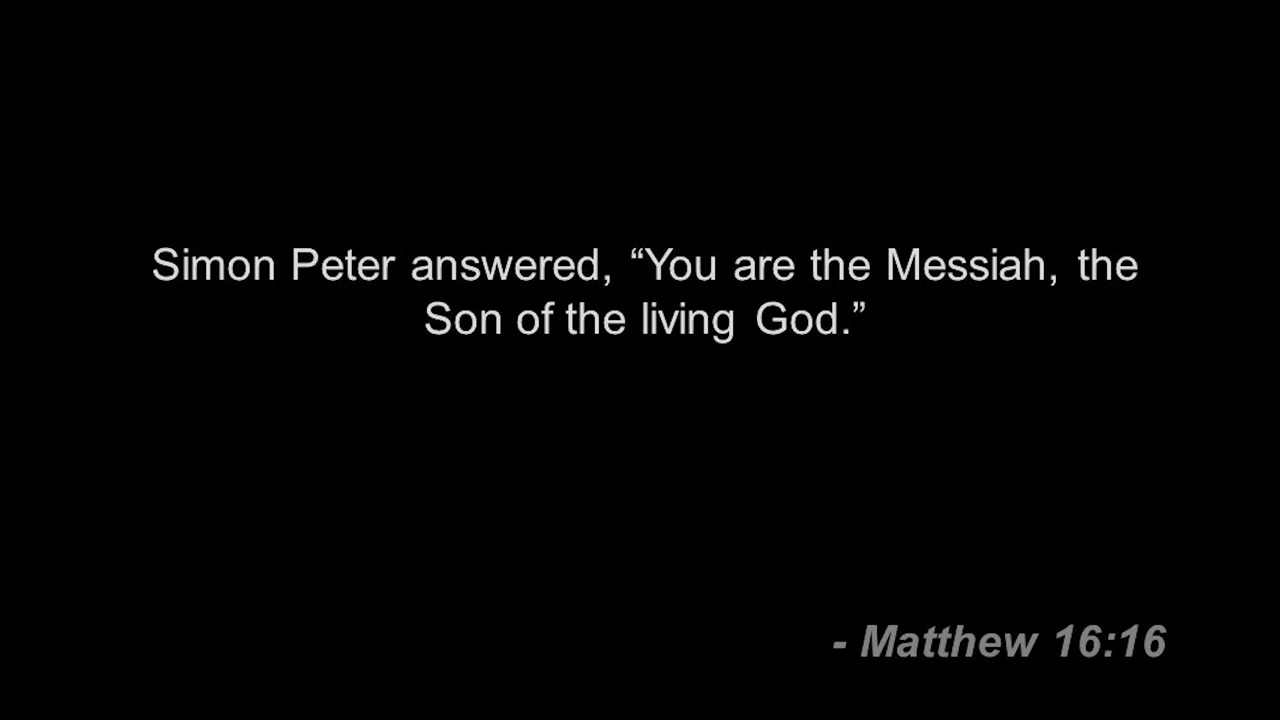 Simon Peter answered, “You are the Messiah, the
Son of the living God.”
- Matthew 16:16